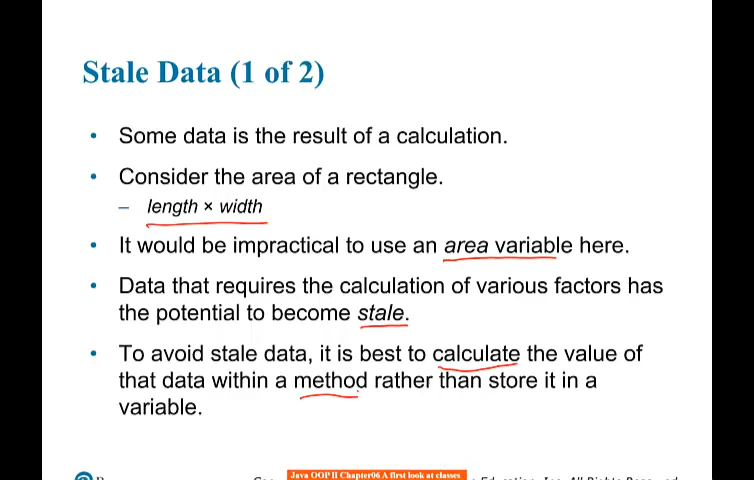 Stale Data (1 of 2)
• Some data is the result of a calculation.
• Consider the area of a rectangle.
– length × width
• It would be impractical to use an area variable here.
• Data that requires the calculation of various factors has
the potential to become stale.
• To avoid stale data, it is best to calculate the value of
that data within a method rather than store it in a
variable.
Java OOP II Chapter06 A first look at classes